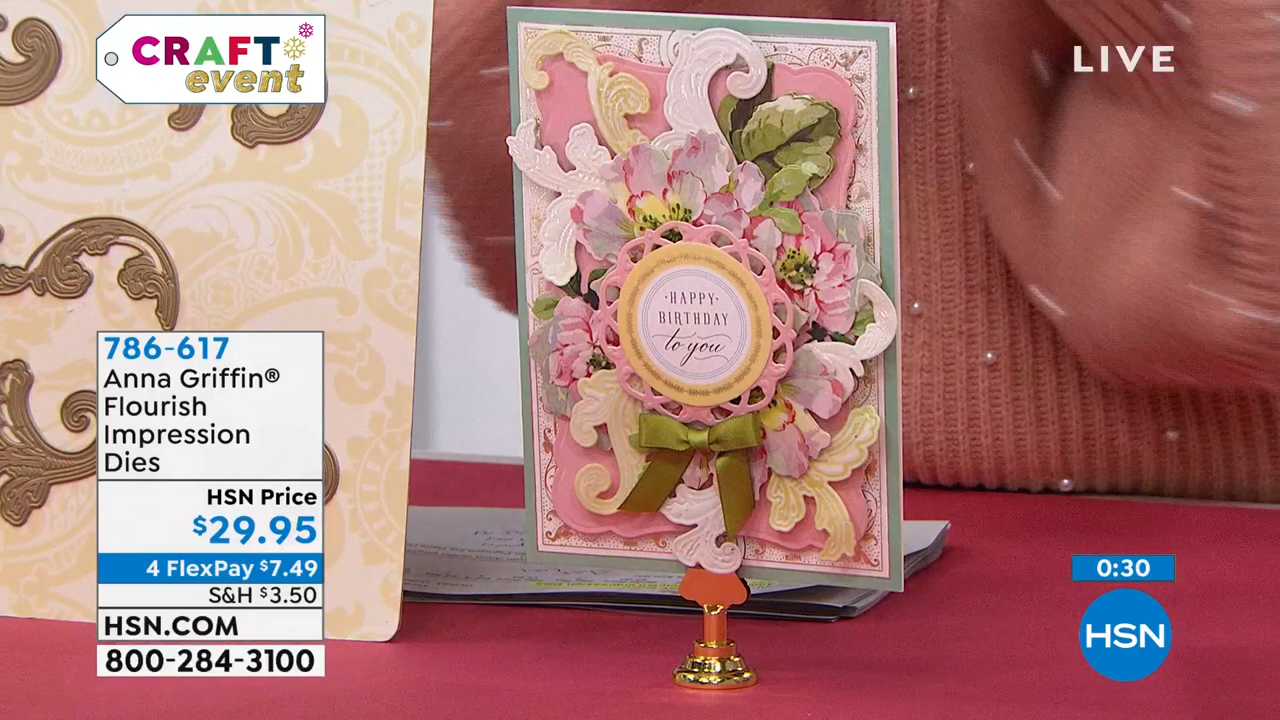 CRAFT
event
LIVE
·HAPPY·
BIRTHDAY
to you
786-617
Anna Griffin®
Flourish
Impression
Dies
HSN Price
$29.95
4 FlexPay $7.49
S&H $3.50
HSN.COM
800-284-3100
0:30
HSN